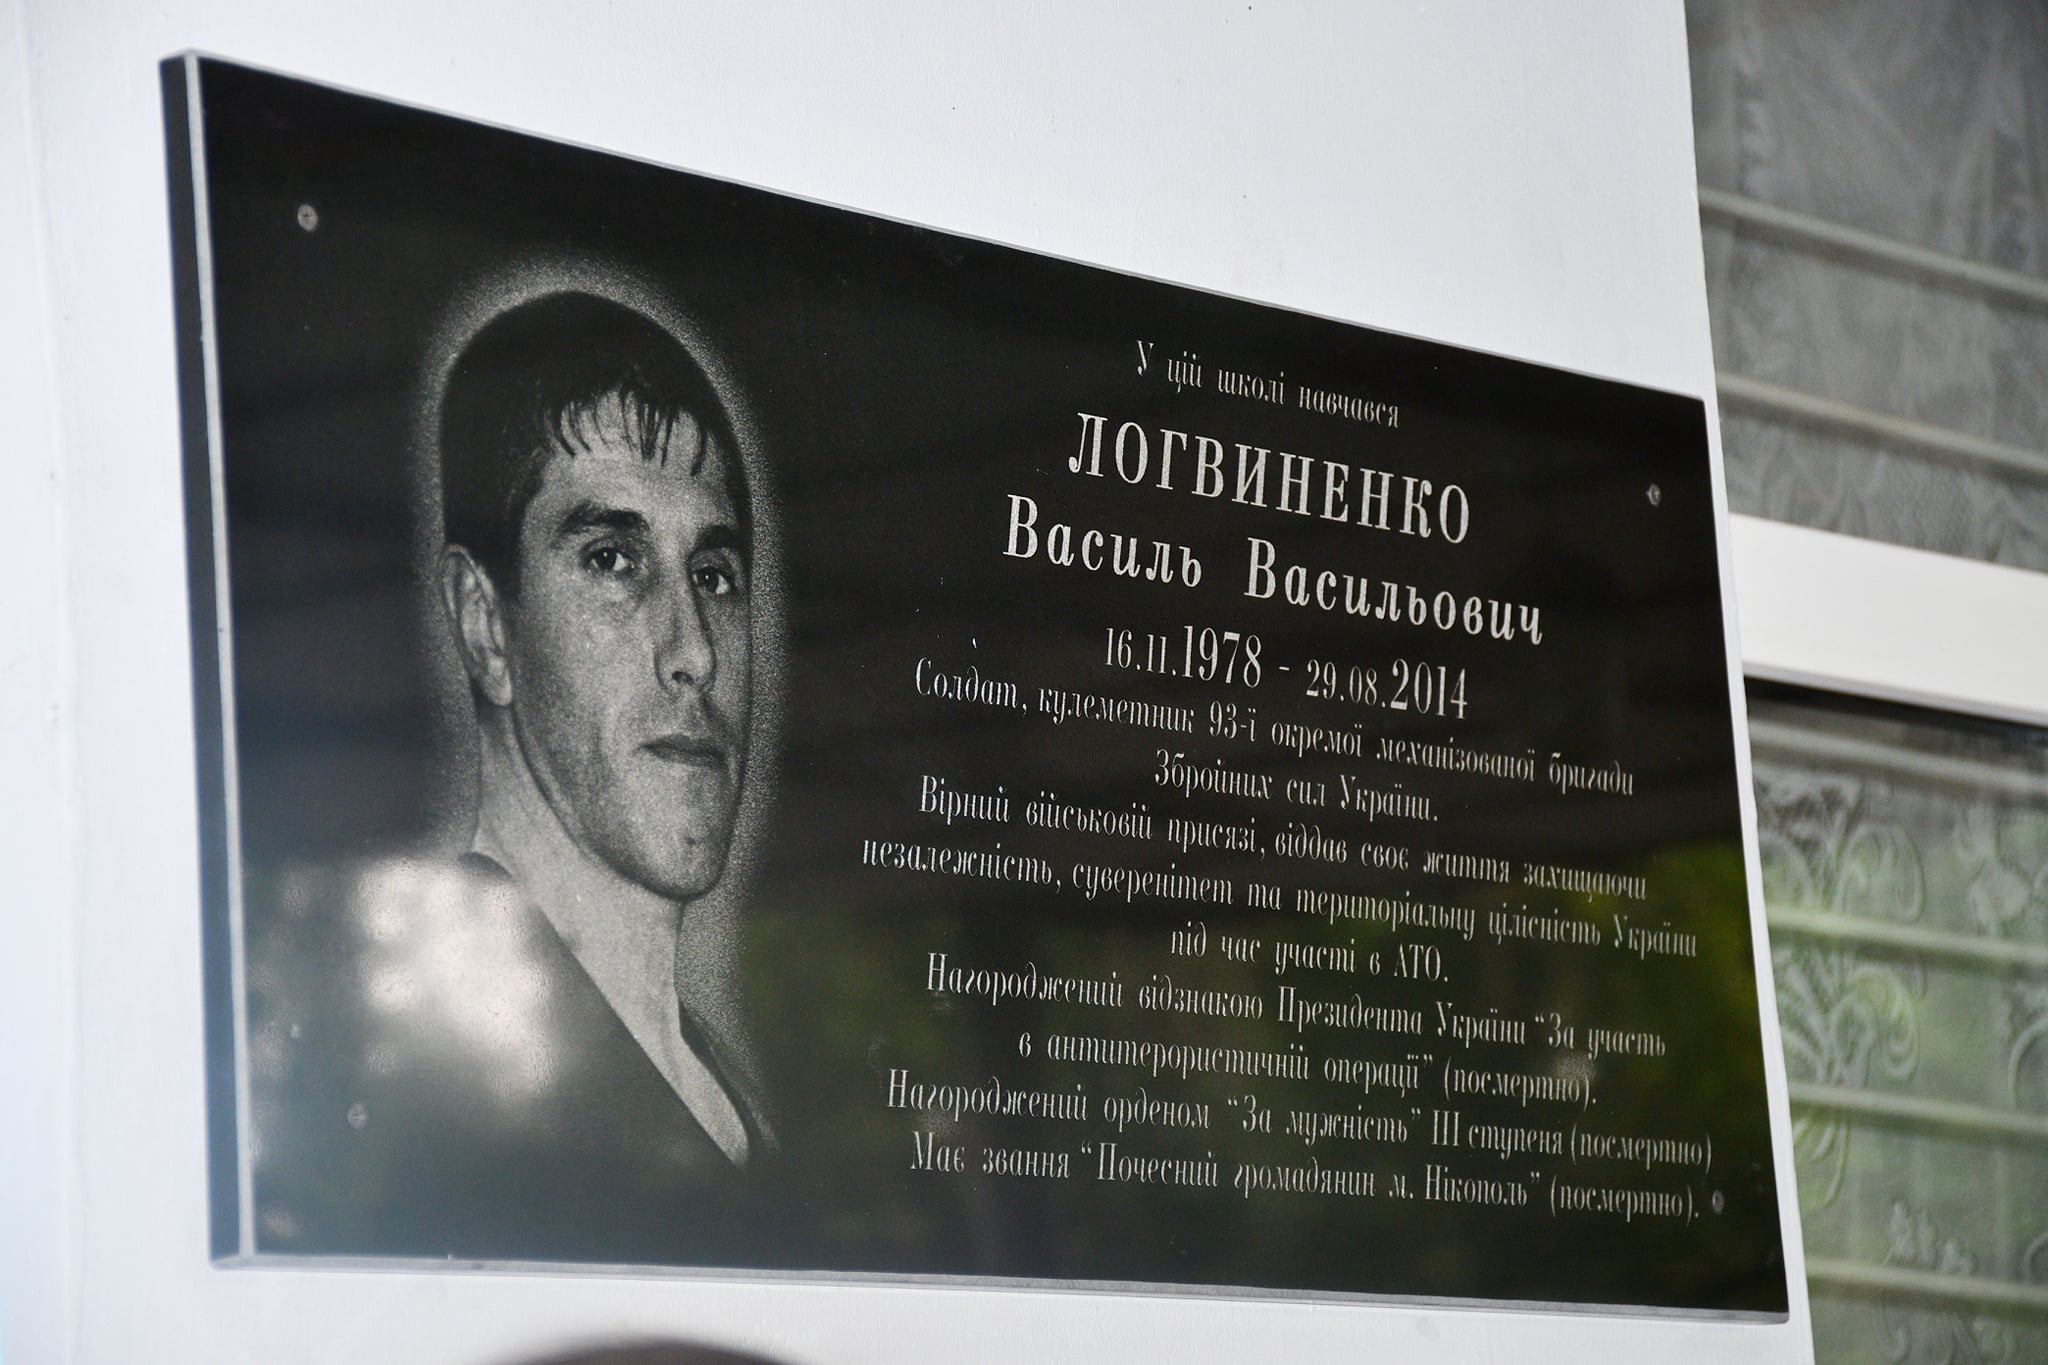 У цій школі навчався
ЛОГВИНЕНКО
Василь Васильович
16.11.1978 - 29.08.2014
Солдат, кулеметник 93-ї окремої механізованої бригади
Збройних сил України.
Вірний військовій присязі, віддав своє життя захищаючи
незалежність, суверенітет та територіальну цілісність України
під час участі в АТО.
Нагороджений відзнакою Президента України “За участь
в антитерористичній операції” (посмертно).
Нагороджений орденом “За мужність” ІІІ ступеня (посмертно)
Має звання “Почесний громадянин м. Нікополь” (посмертно).